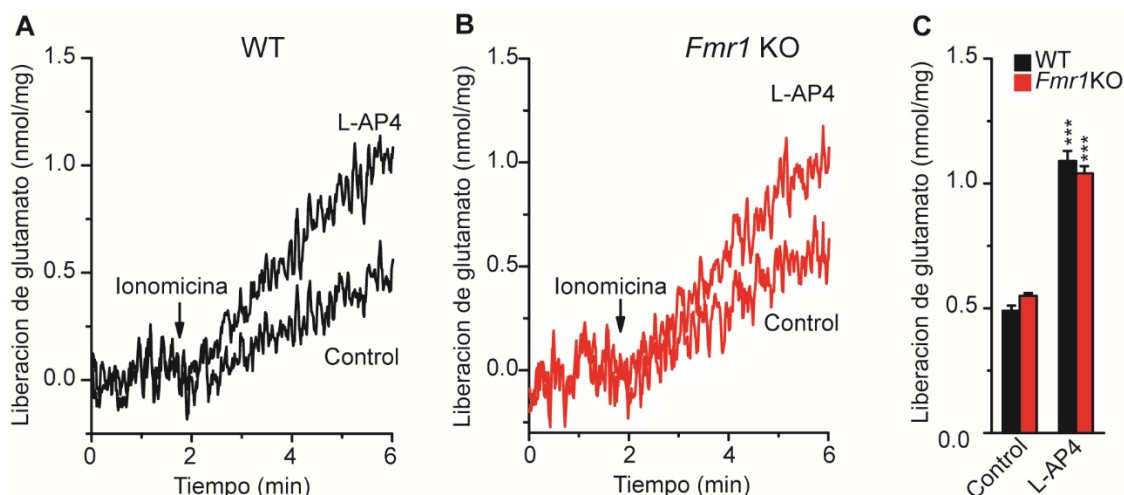 A
WT
Liberacion de glutamato (nmol/mg)
1.5
1.0
0.5
0.0
L-AP4
Ionomicina
Control
0
2
4
6
Tiempo (min)
B
Fmr1 KO
Liberacion de glutamato (nmol/mg)
1.5
1.0
0.5
0.0
L-AP4
Ionomicina
Control
0
2
4
6
Tiempo (min)
C
Liberacion de glutamato (nmol/mg)
1.5
1.0
0.5
0.0
WT
Fmr1KO
***
***
Control
L-AP4